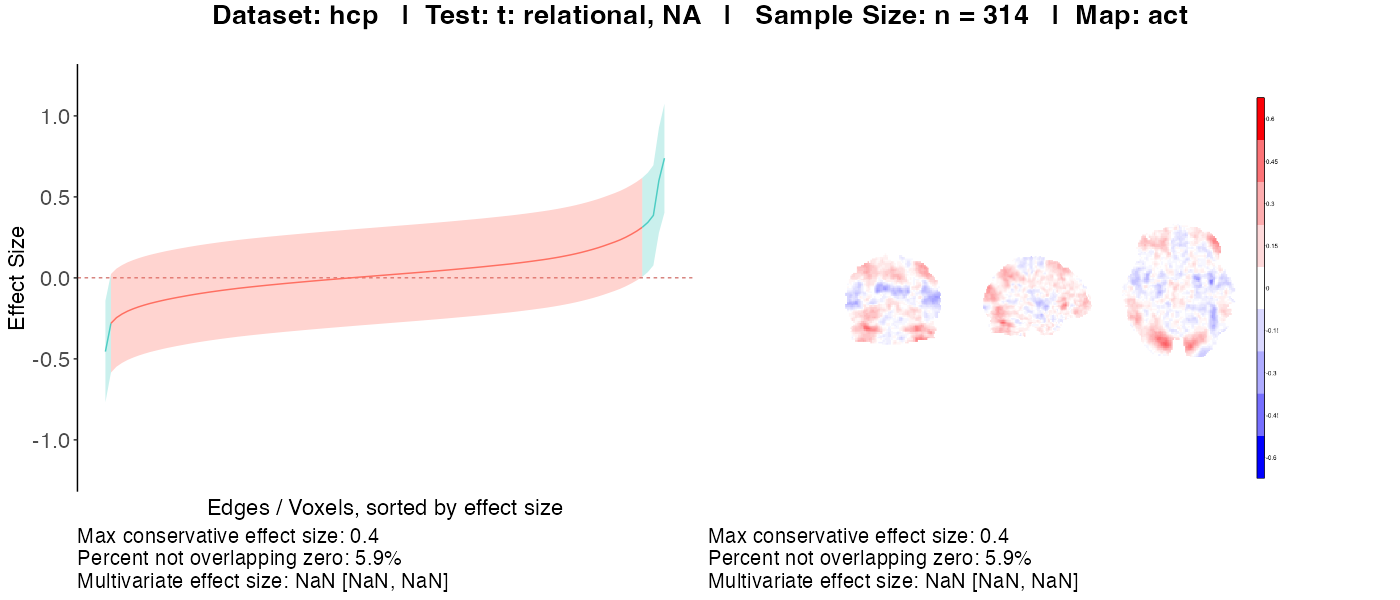 Dataset: hcp   |  Test: t: relational, NA   |   Sample Size: n = 314   |  Map: act
1.0
0.5
0.0
-0.5
-1.0
Effect Size
Edges / Voxels, sorted by effect size
0.6
0.45
0.3
0.15
0
-0.3
-0.6
Max conservative effect size: 0.4
Percent not overlapping zero: 5.9%
Multivariate effect size: NaN [NaN, NaN]
Max conservative effect size: 0.4
Percent not overlapping zero: 5.9%
Multivariate effect size: NaN [NaN, NaN]